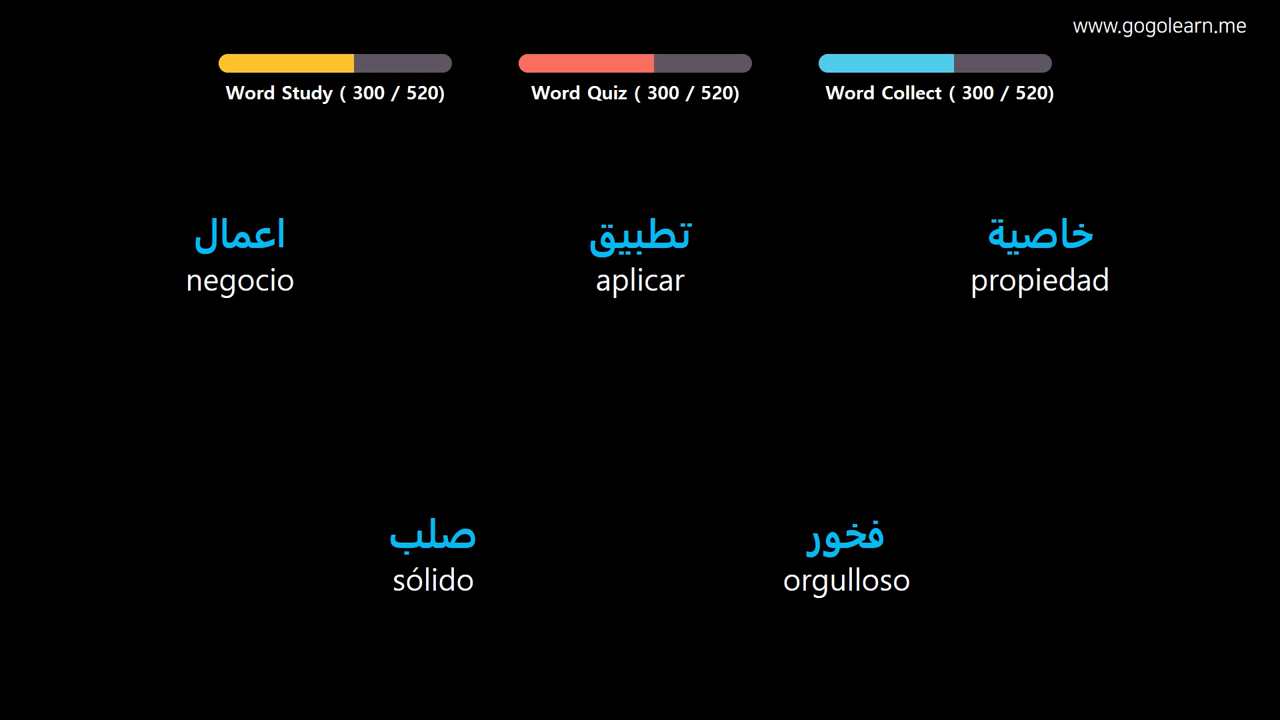 www.gogolearn.me
Word Study ( 300 / 520)
Word Quiz ( 300 / 520)
Word Collect ( 300 / 520)
اعمال
negocio
تطبيق
aplicar
خاصية
propiedad
صلب
sólido
فخور
orgulloso